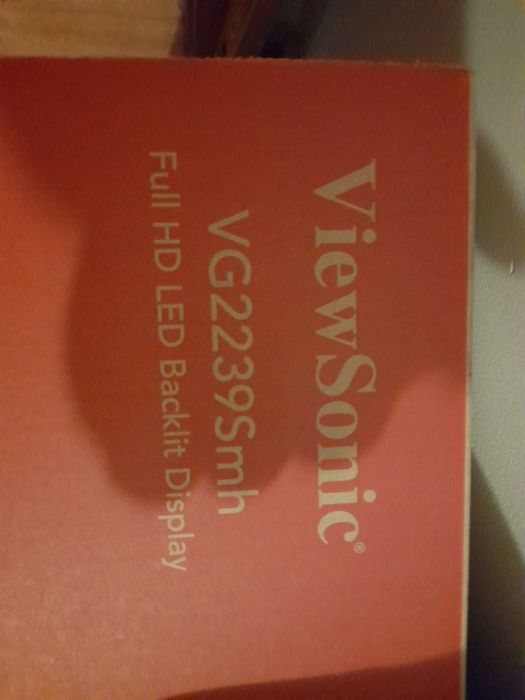 ViewSonic®
VG2239Smh
Full HD LED Backlit Display